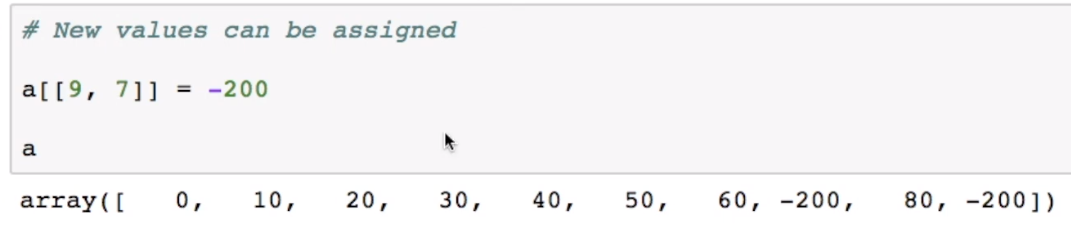 # New values can be assigned
a[[9, 7]] = -200
a
array([   0,   10,   20,   30,   40,   50,   60, -200,   80, -200])